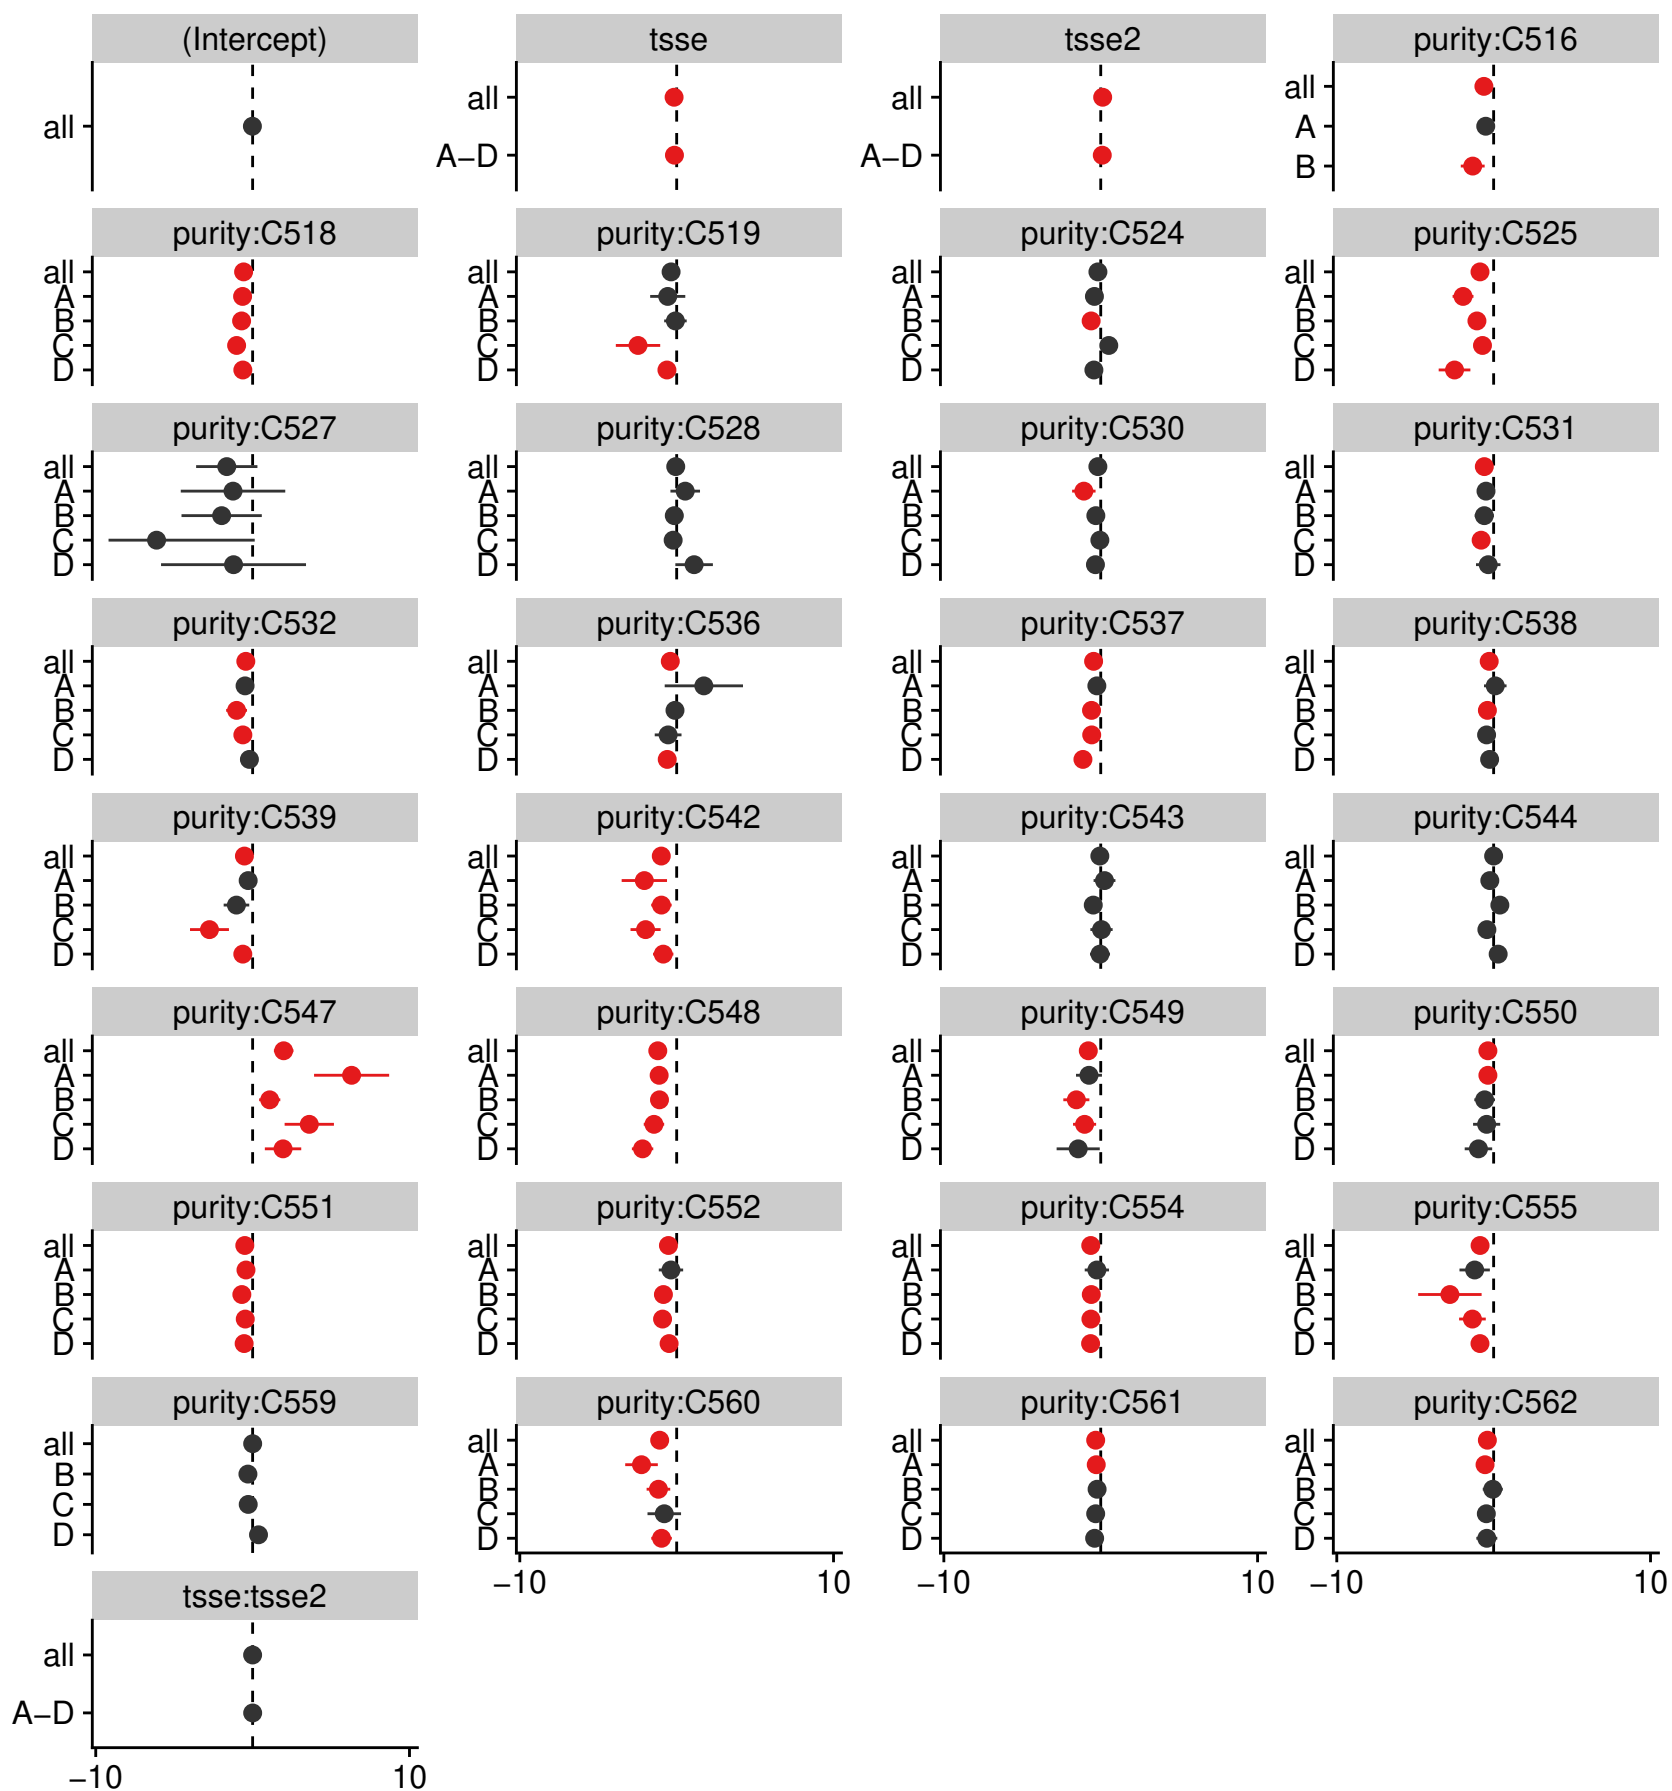 (Intercept)
all
tsse
all
A−D
tsse2
all
A−D
purity:C516
all
A
B
purity:C518
all
A
B
C
D
purity:C519
all
A
B
C
D
purity:C524
all
A
B
C
D
purity:C525
all
A
B
C
D
purity:C527
all
A
B
C
D
purity:C528
all
A
B
C
D
purity:C530
all
A
B
C
D
purity:C531
all
A
B
C
D
purity:C532
all
A
B
C
D
purity:C536
all
A
B
C
D
purity:C537
all
A
B
C
D
purity:C538
all
A
B
C
D
purity:C539
all
A
B
C
D
purity:C542
all
A
B
C
D
purity:C543
all
A
B
C
D
purity:C544
all
A
B
C
D
purity:C547
all
A
B
C
D
purity:C548
all
A
B
C
D
purity:C549
all
A
B
C
D
purity:C550
all
A
B
C
D
purity:C551
all
A
B
C
D
purity:C552
all
A
B
C
D
purity:C554
all
A
B
C
D
purity:C555
all
A
B
C
D
purity:C559
all
B
C
D
purity:C560
all
A
B
C
D
−10 10
purity:C561
all
A
B
C
D
−10 10
purity:C562
all
A
B
C
D
−10 10
tsse:tsse2
all
A−D
−10 10